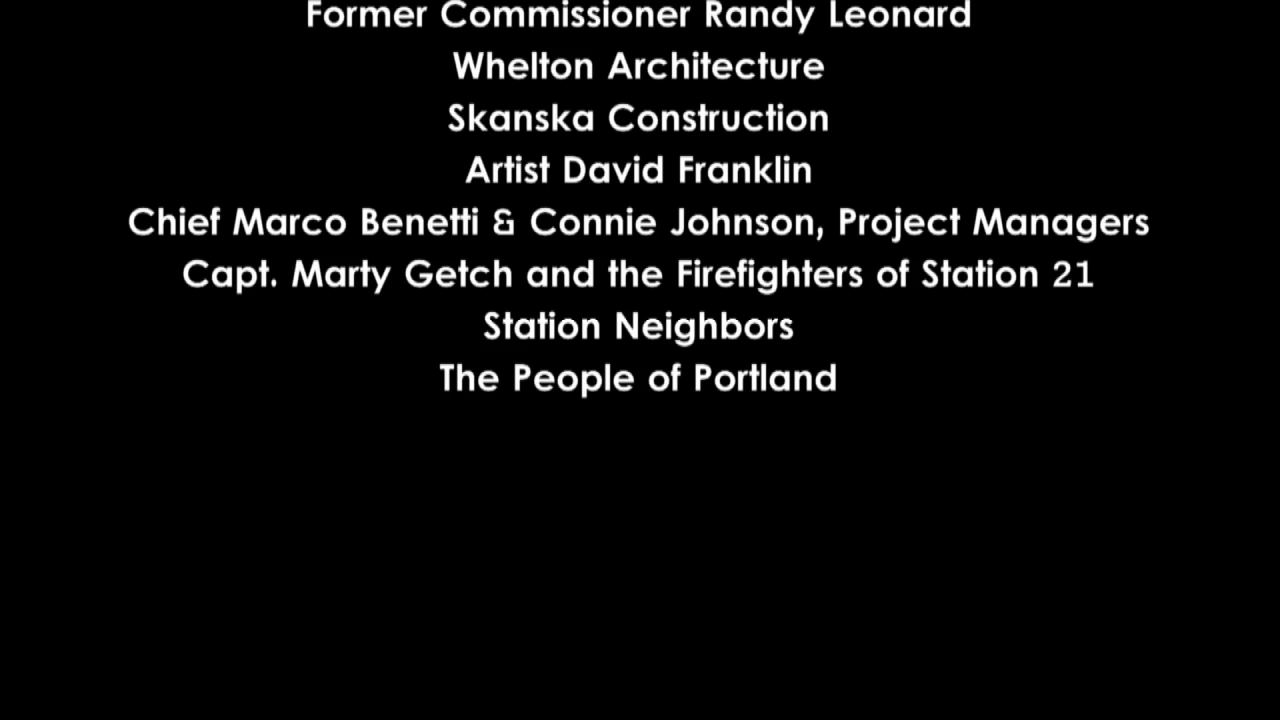 Former Commissioner Randy Leonard
Whelton Architecture
Skanska Construction
Artist David Franklin
Chief Marco Benetti & Connie Johnson, Project Managers
Capt. Marty Getch and the Firefighters of Station 21
Station Neighbors
The People of Portland